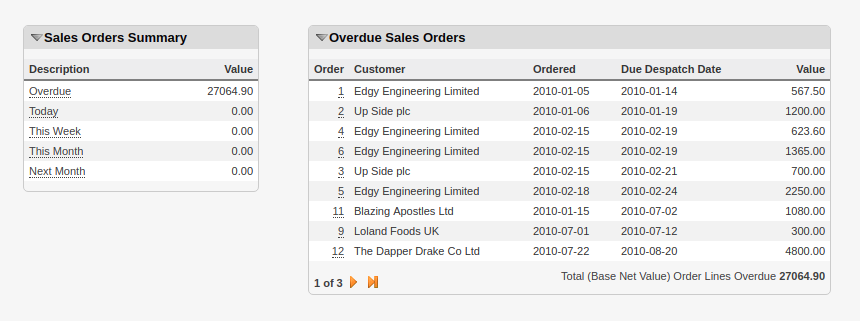 Sales Orders Summary
Description Value
Overdue 27064.90
Today 0.00
This Week 0.00
This Month 0.00
Next Month 0.00
Overdue Sales Orders
Order Customer Ordered Due Despatch Date Value
1 Edgy Engineering Limited 2010-01-05 2010-01-14 567.50
2 Up Side plc 2010-01-06 2010-01-19 1200.00
4 Edgy Engineering Limited 2010-02-15 2010-02-19 623.60
6 Edgy Engineering Limited 2010-02-15 2010-02-19 1365.00
3 Up Side plc 2010-02-15 2010-02-21 700.00
5 Edgy Engineering Limited 2010-02-18 2010-02-24 2250.00
11 Blazing Apostles Ltd 2010-01-15 2010-07-02 1080.00
9 Loland Foods UK 2010-07-01 2010-07-12 300.00
12 The Dapper Drake Co Ltd 2010-07-22 2010-08-20 4800.00
Total (Base Net Value) Order Lines Overdue 27064.90
1 of 3